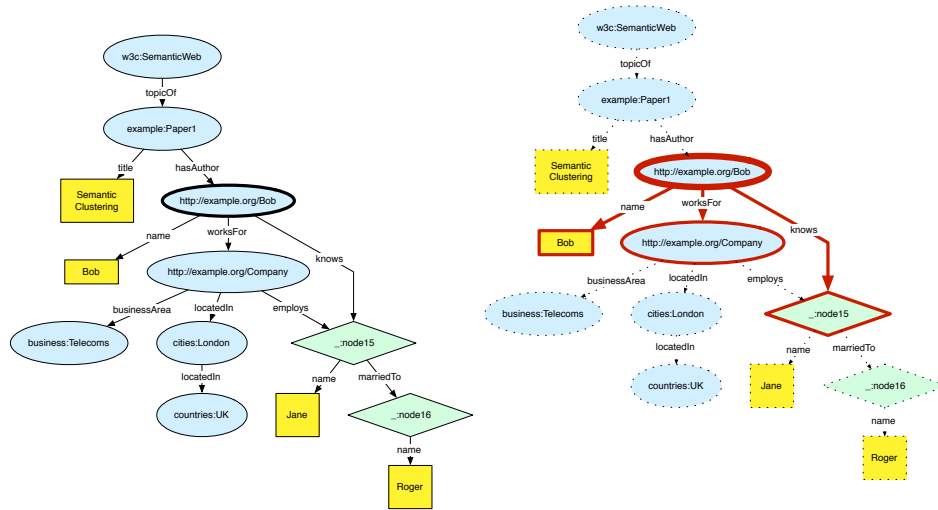 w3c:SemanticWeb
topicOf
example:Paper1
title
hasAuthor
Semantic
Clustering
http://example.org/Bob
name
worksFor
knows
Bob
http://example.org/Company
businessArea
locatedIn
employs
business:Telecoms
cities:London
_:node15
locatedIn
name
marriedTo
countries:UK
Jane
_:node16
name
Roger
w3c:SemanticWeb
topicOf
example:Paper1
title
hasAuthor
Semantic
Clustering
http://example.org/Bob
name
worksFor
knows
Bob
http://example.org/Company
businessArea
locatedIn
employs
business:Telecoms
cities:London
_:node15
locatedIn
name
marriedTo
countries:UK
Jane
_:node16
name
Roger